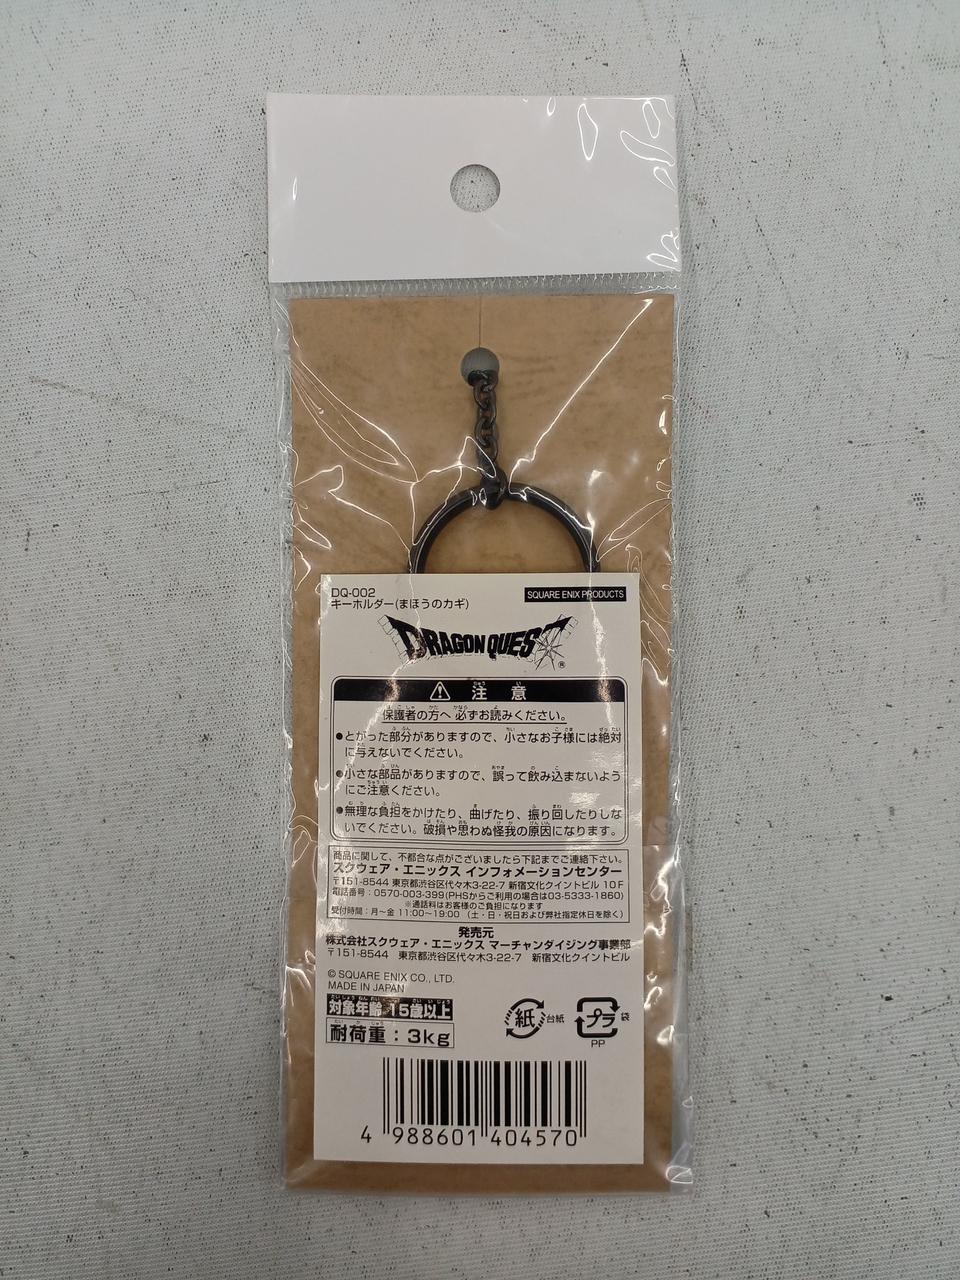 DQ-002
キーホルダー(まほうのカギ)
SQUARE ENIX PRODUCTS
DRAGON QUEST®
注意
保護者の方へ 必ずお読みください。
●とがった部分がありますので、小さなお子様には絶対
に与えないでください。
●小さな部品がありますので、誤って飲み込まないよう
にご注意ください。
●無理な負担をかけたり、曲げたり、振り回したりしな
いでください。破損や思わぬ怪我の原因になります。
商品に関して、不都合な点がございましたら下記までご連絡下さい。
スクウェア・エニックス インフォメーションセンター
〒151-8544 東京都渋谷区代々木3-22-7 新宿文化クイントビル 10F
電話番号：0570-003-399(PHSからご利用の場合は03-5333-1860)
※通話料はお客様のご負担になります
受付時間：月〜金 11:00〜19:00 (土・日・祝日および弊社指定休日を除く)
発売元
株式会社スクウェア・エニックス マーチャンダイジング事業部
〒151-8544 東京都渋谷区代々木3-22-7 新宿文化クイントビル
© SQUARE ENIX CO., LTD.
MADE IN JAPAN
対象年齢 15歳以上
耐荷重：3kg
紙 台紙
プラ 袋
PP
4 988601 404570